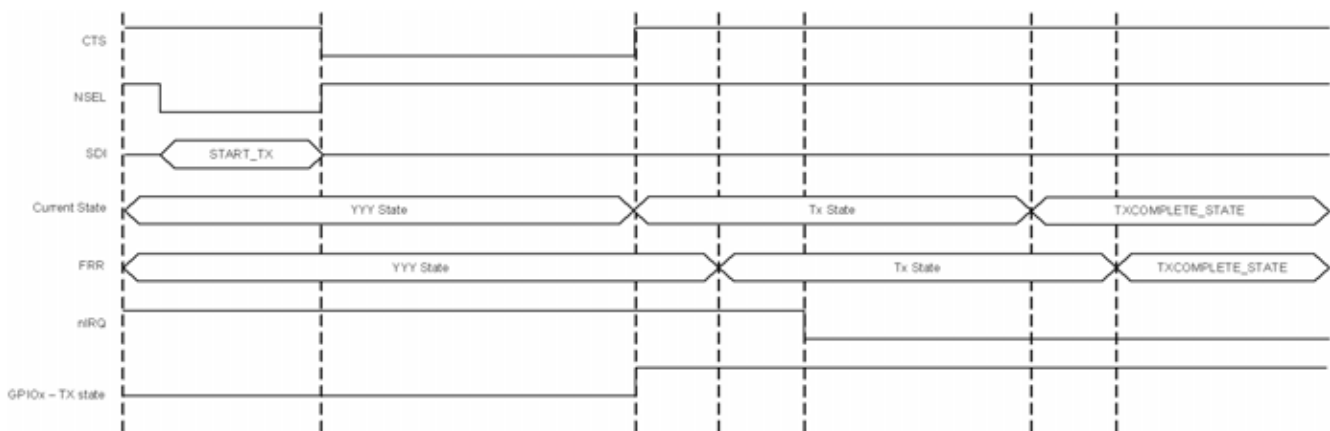 CTS
NSEL
SDI START_TX
Current State YYY State Tx State TXCOMPLETE_STATE
FRR YYY State Tx State TXCOMPLETE_STATE
nIRQ
GPIOx – TX state